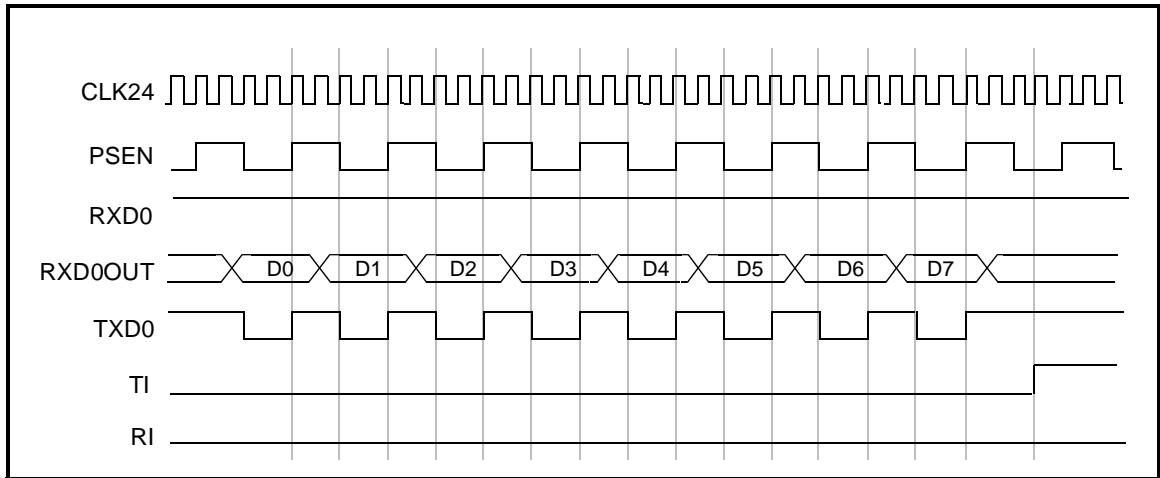 CLK24
PSEN
RXD0
RXD0OUT D0 D1 D2 D3 D4 D5 D6 D7
TXD0
TI
RI